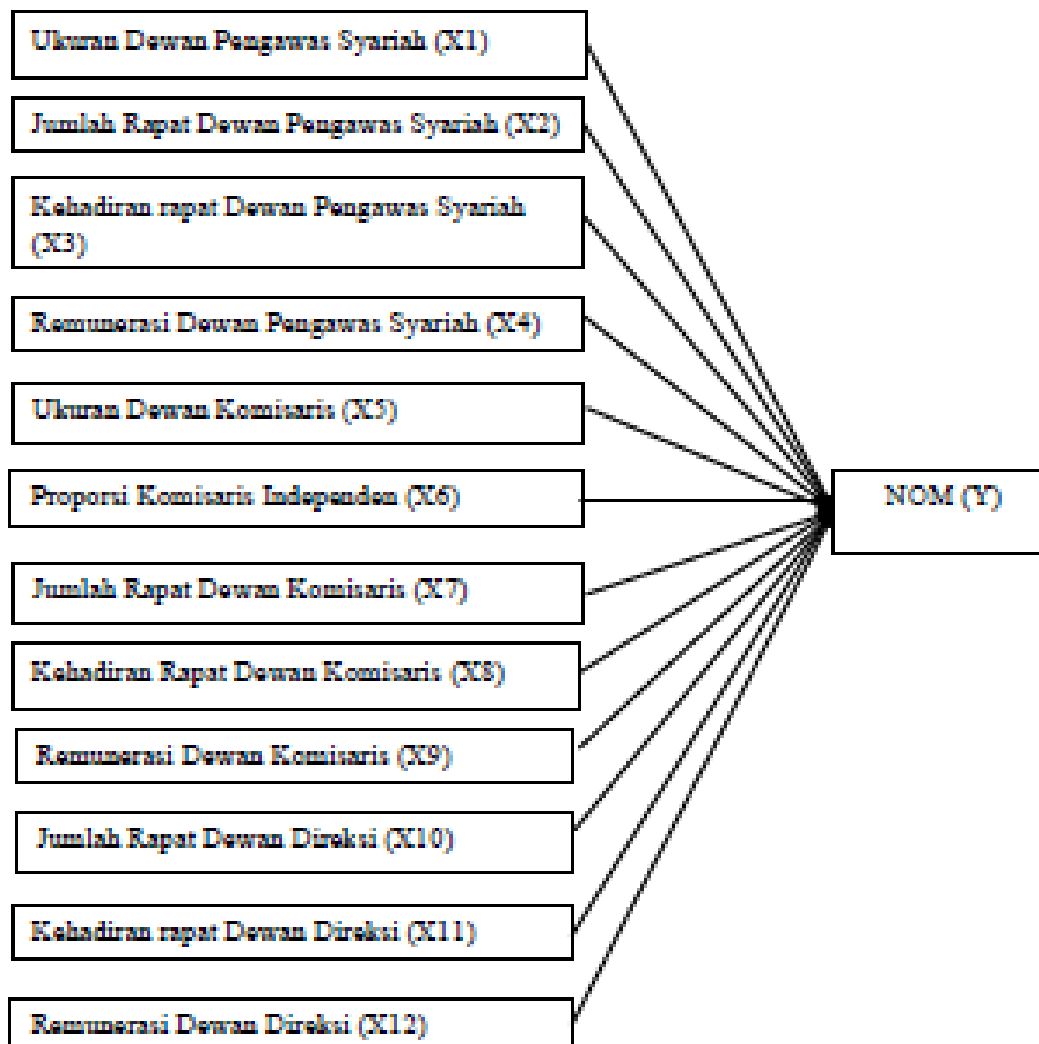 Ukuran Dewan Pengawas Syariah (X1)
Jumlah Rapat Dewan Pengawas Syariah (X2)
Kehadiran rapat Dewan Pengawas Syariah
(X3)
Remunerasi Dewan Pengawas Syariah (X4)
Ukuran Dewan Komisaris (X5)
Proporsi Komisaris Independen (X6)
NOM (Y)
Jumlah Rapat Dewan Komisaris (X7)
Kehadiran Rapat Dewan Komisaris (X8)
Remunerasi Dewan Komisaris (X9)
Jumlah Rapat Dewan Direksi (X10)
Kehadiran rapat Dewan Direksi (X11)
Remunerasi Dewan Direksi (X12)